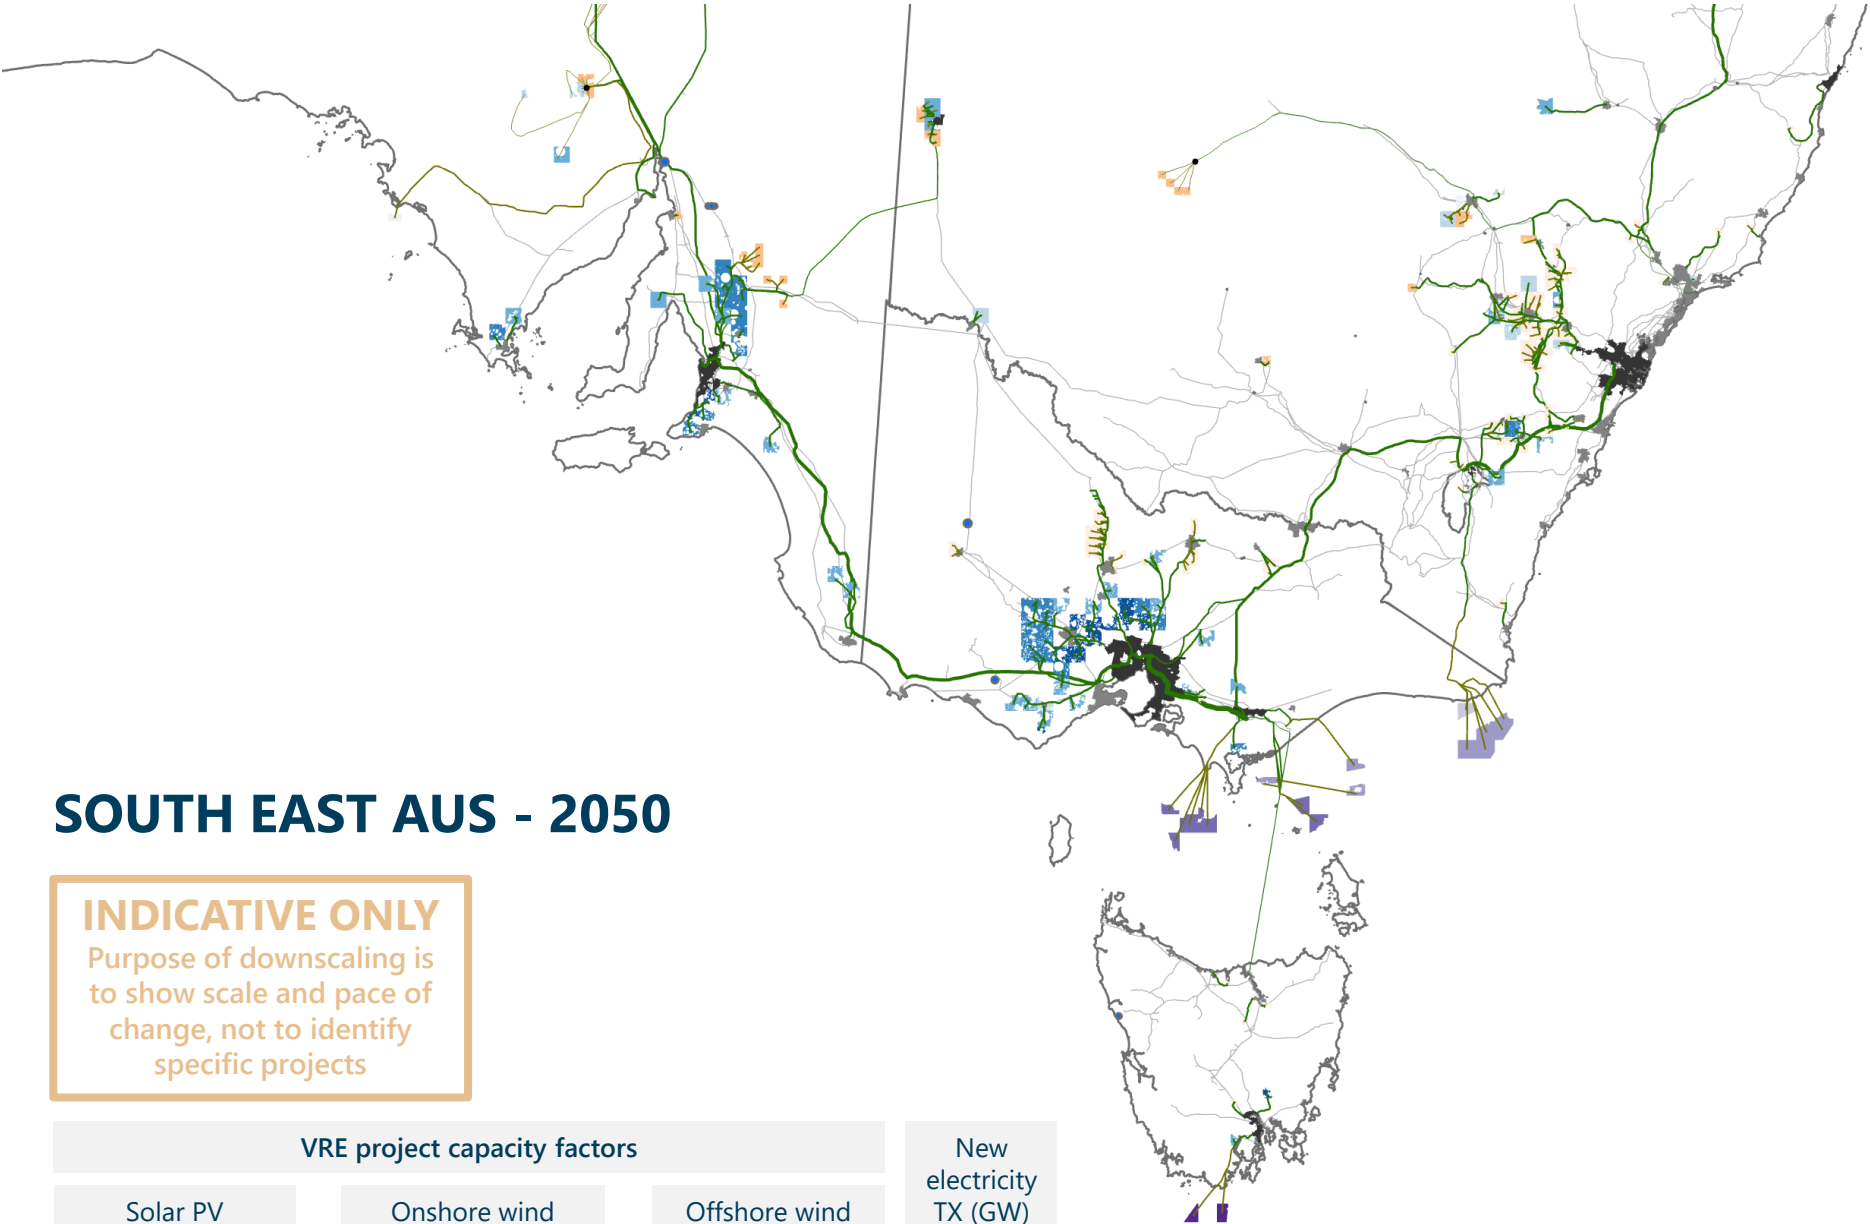 SOUTH EAST AUS - 2050
INDICATIVE ONLY
Purpose of downscaling is
to show scale and pace of
change, not to identify
specific projects
VRE project capacity factors
New
electricity
TX (GW)
Solar PV
Onshore wind
Offshore wind